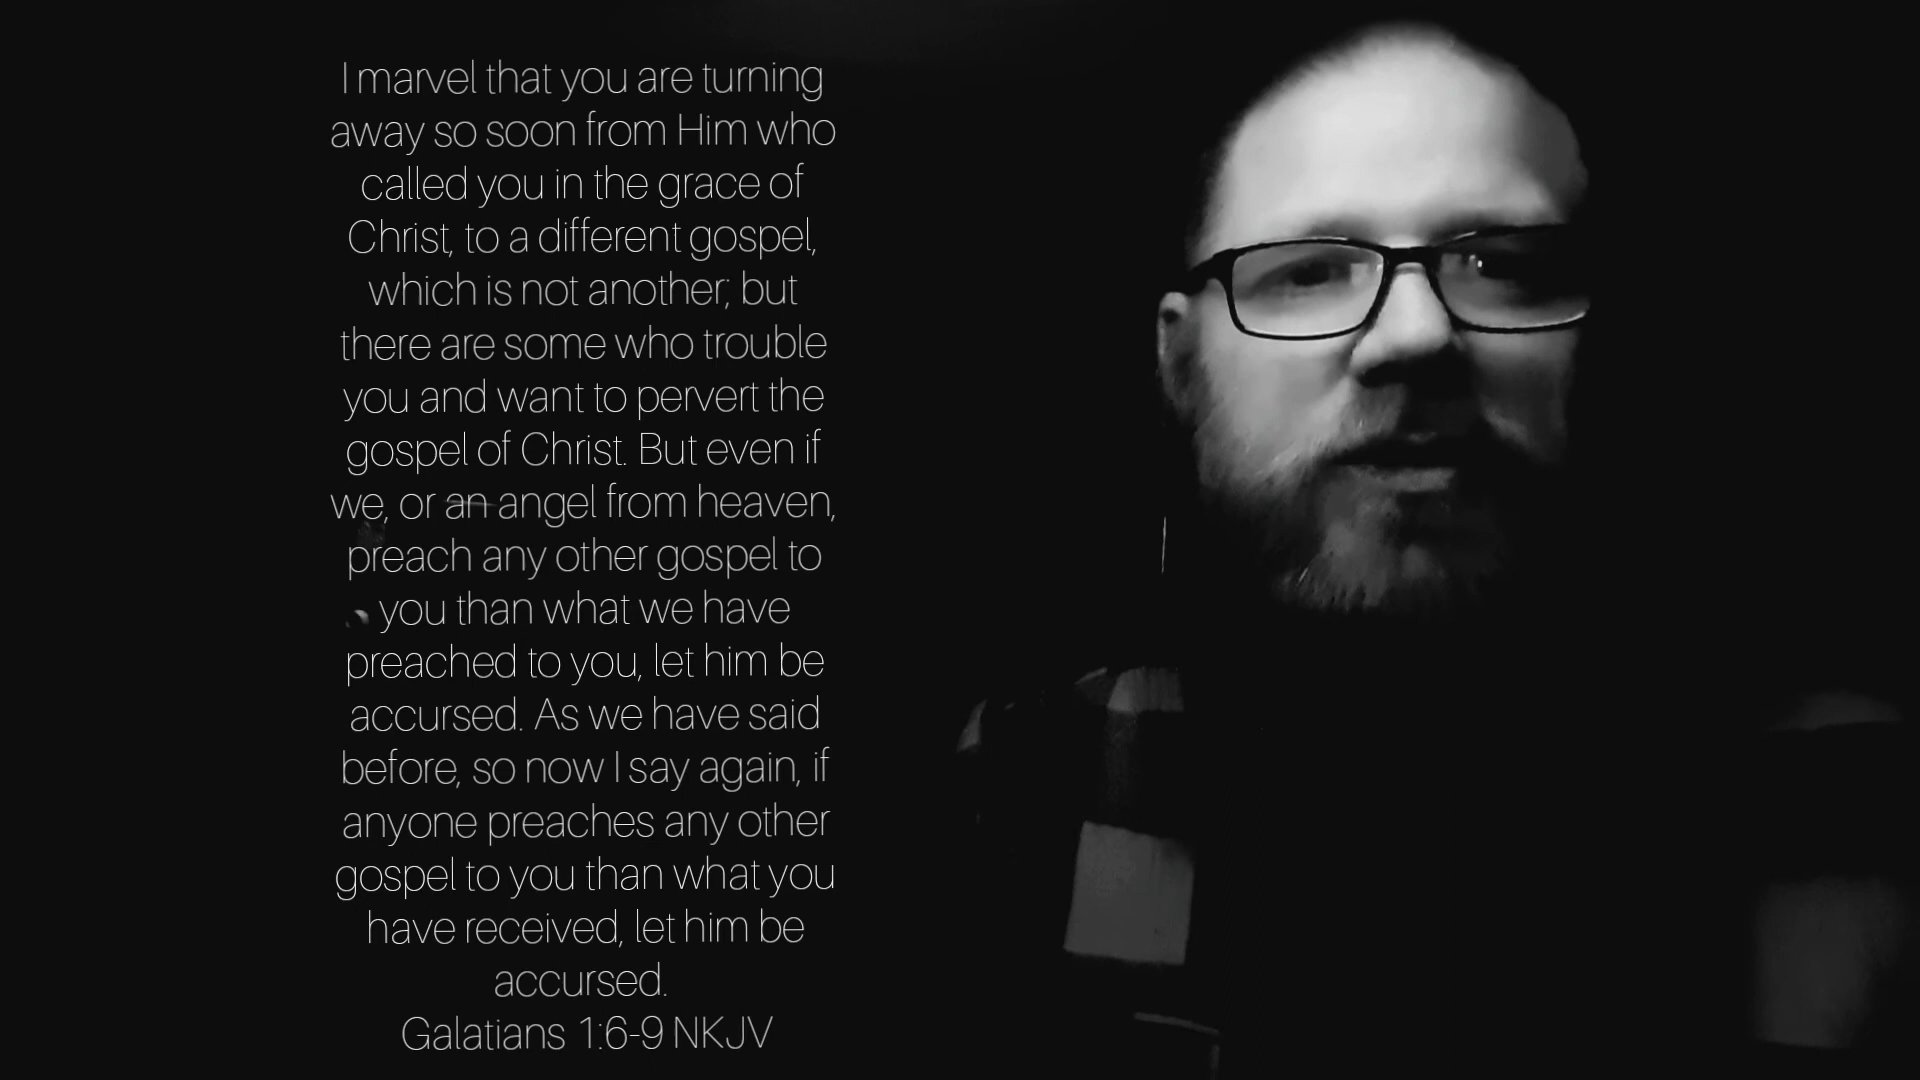 I marvel that you are turning
away so soon from Him who
called you in the grace of
Christ, to a different gospel,
which is not another; but
there are some who trouble
you and want to pervert the
gospel of Christ. But even if
we, or an angel from heaven,
preach any other gospel to
you than what we have
preached to you, let him be
accursed. As we have said
before, so now I say again, if
anyone preaches any other
gospel to you than what you
have received, let him be
accursed.
Galatians 1:6-9 NKJV